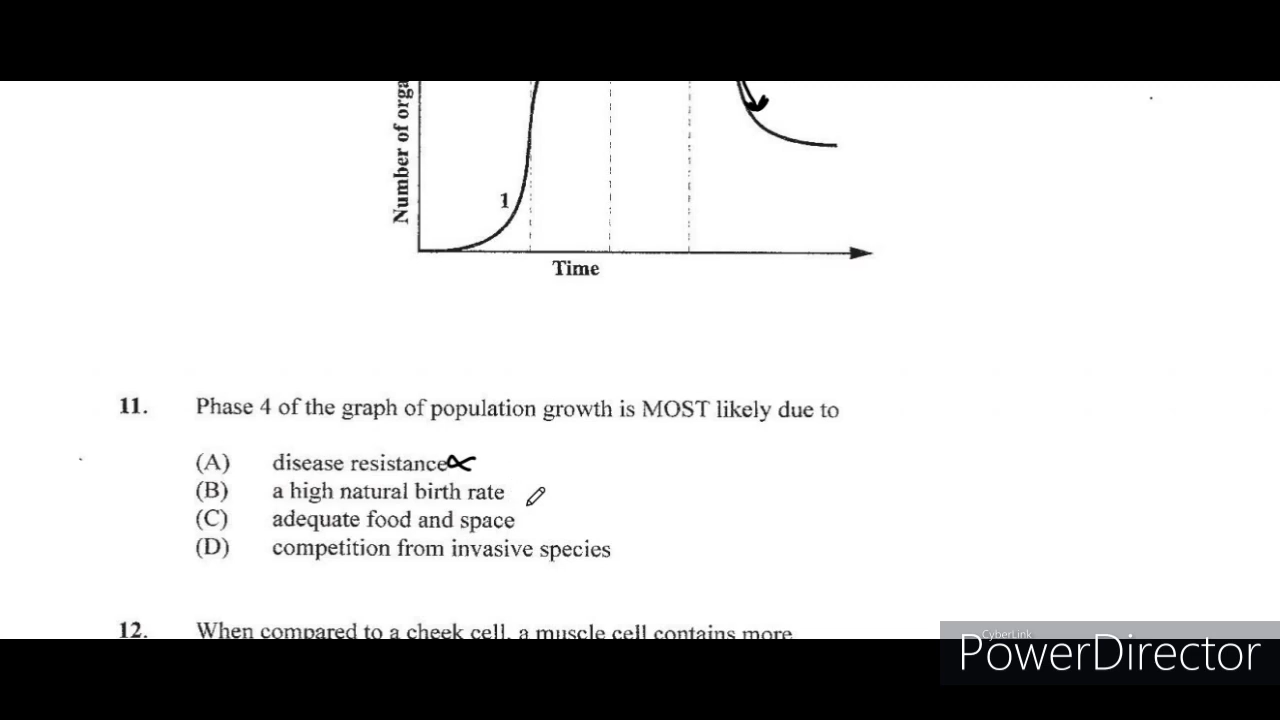 Number of orga
1
Time
11. Phase 4 of the graph of population growth is MOST likely due to
(A) disease resistance
(B) a high natural birth rate
(C) adequate food and space
(D) competition from invasive species
12. When compared to a cheek cell, a muscle cell contains more
CyberLink
PowerDirector